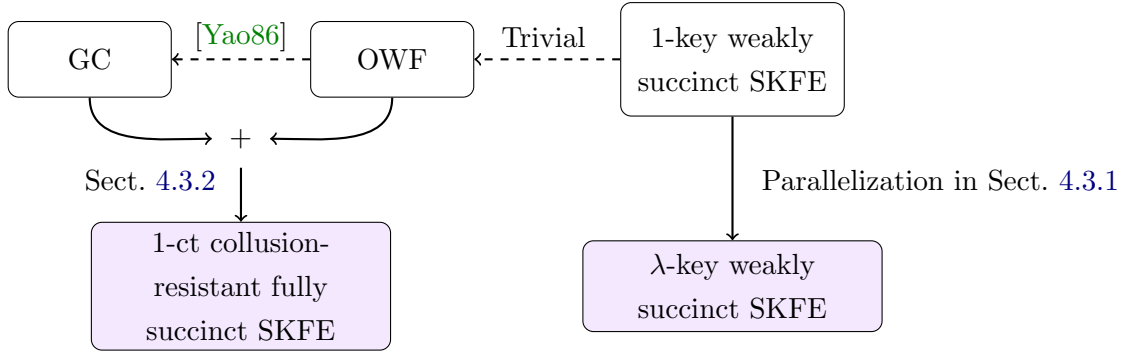 GC
[Yao86]
OWF
Trivial
1-key weakly
succinct SKFE
+
Sect. 4.3.2
Parallelization in Sect. 4.3.1
1-ct collusion-
resistant fully
succinct SKFE
λ-key weakly
succinct SKFE